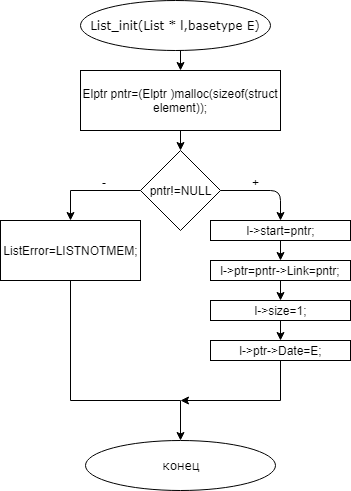 List_init(List * l,basetype E)
Elptr pntr=(Elptr )malloc(sizeof(struct
element));
pntr!=NULL
-
+
ListError=LISTNOTMEM;
l->start=pntr;
l->ptr=pntr->Link=pntr;
l->size=1;
l->ptr->Date=E;
конец